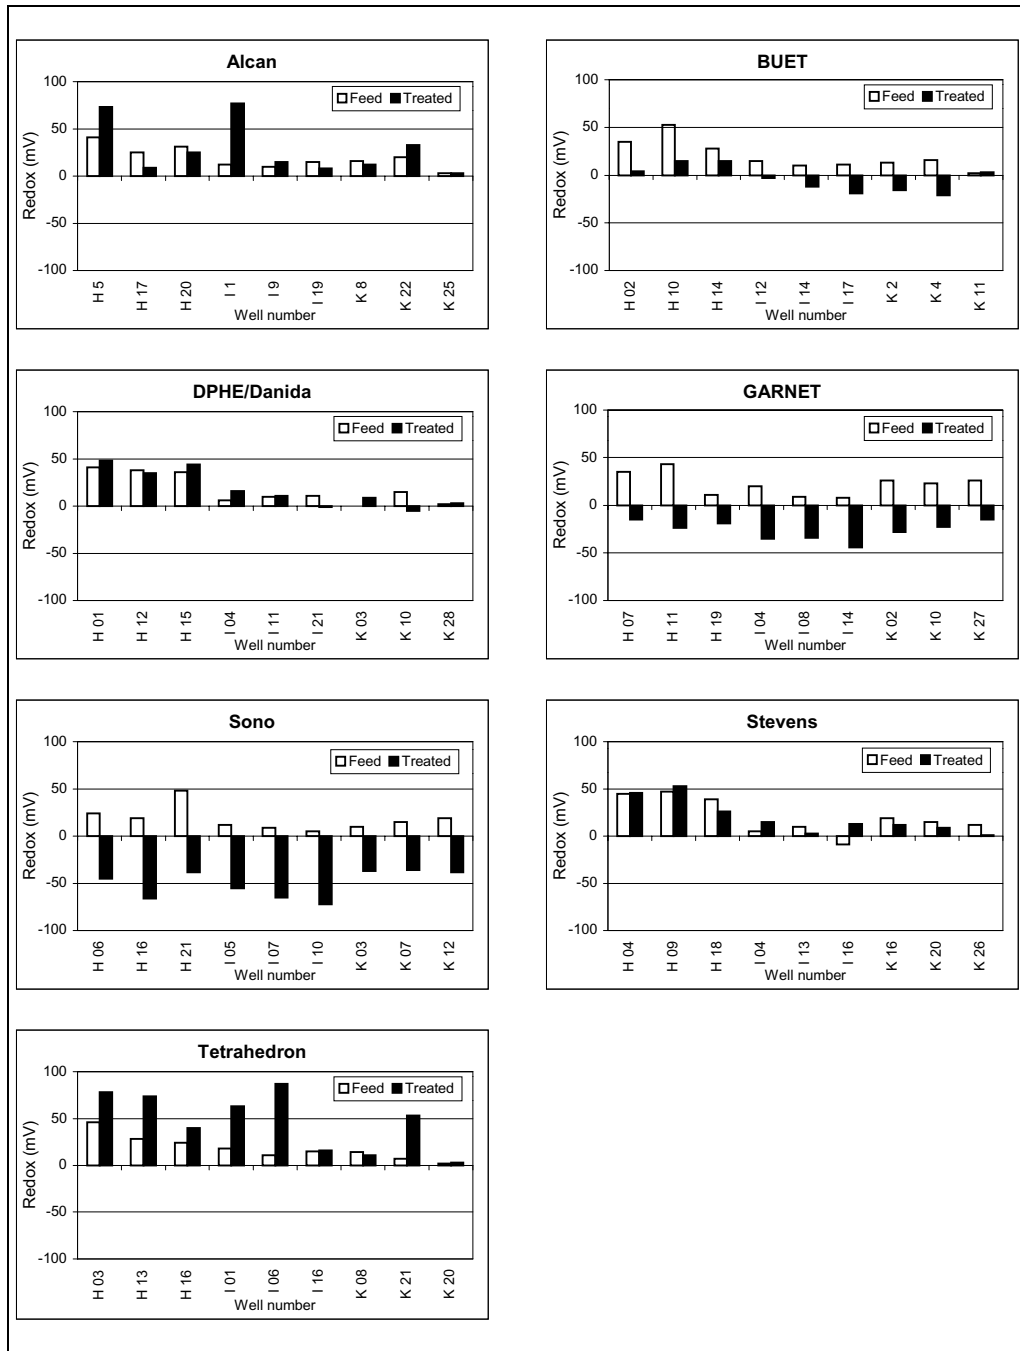 Alcan
Feed Treated
100
50
0
-50
-100
Redox (mV)
H 5 H 17 H 20 I 1 I 9 I 19 K 8 K 22 K 25
Well number
BUET
Feed Treated
100
50
0
-50
-100
Redox (mV)
H 02 H 10 H 14 I 12 I 14 I 17 K 2 K 4 K 11
Well number
DPHE/Danida
Feed Treated
100
50
0
-50
-100
Redox (mV)
H 01 H 12 H 15 I 04 I 11 I 21 K 03 K 10 K 28
Well number
GARNET
Feed Treated
100
50
0
-50
-100
Redox (mV)
H 07 H 11 H 19 I 04 I 08 I 14 K 02 K 10 K 27
Well number
Sono
Feed Treated
100
50
0
-50
-100
Redox (mV)
H 06 H 16 H 21 I 05 I 07 I 10 K 03 K 07 K 12
Well number
Stevens
Feed Treated
100
50
0
-50
-100
Redox (mV)
H 04 H 09 H 18 I 04 I 13 I 16 K 16 K 20 K 26
Well number
Tetrahedron
Feed Treated
100
50
0
-50
-100
Redox (mV)
H 03 H 13 H 16 I 01 I 06 I 16 K 08 K 21 K 20
Well number